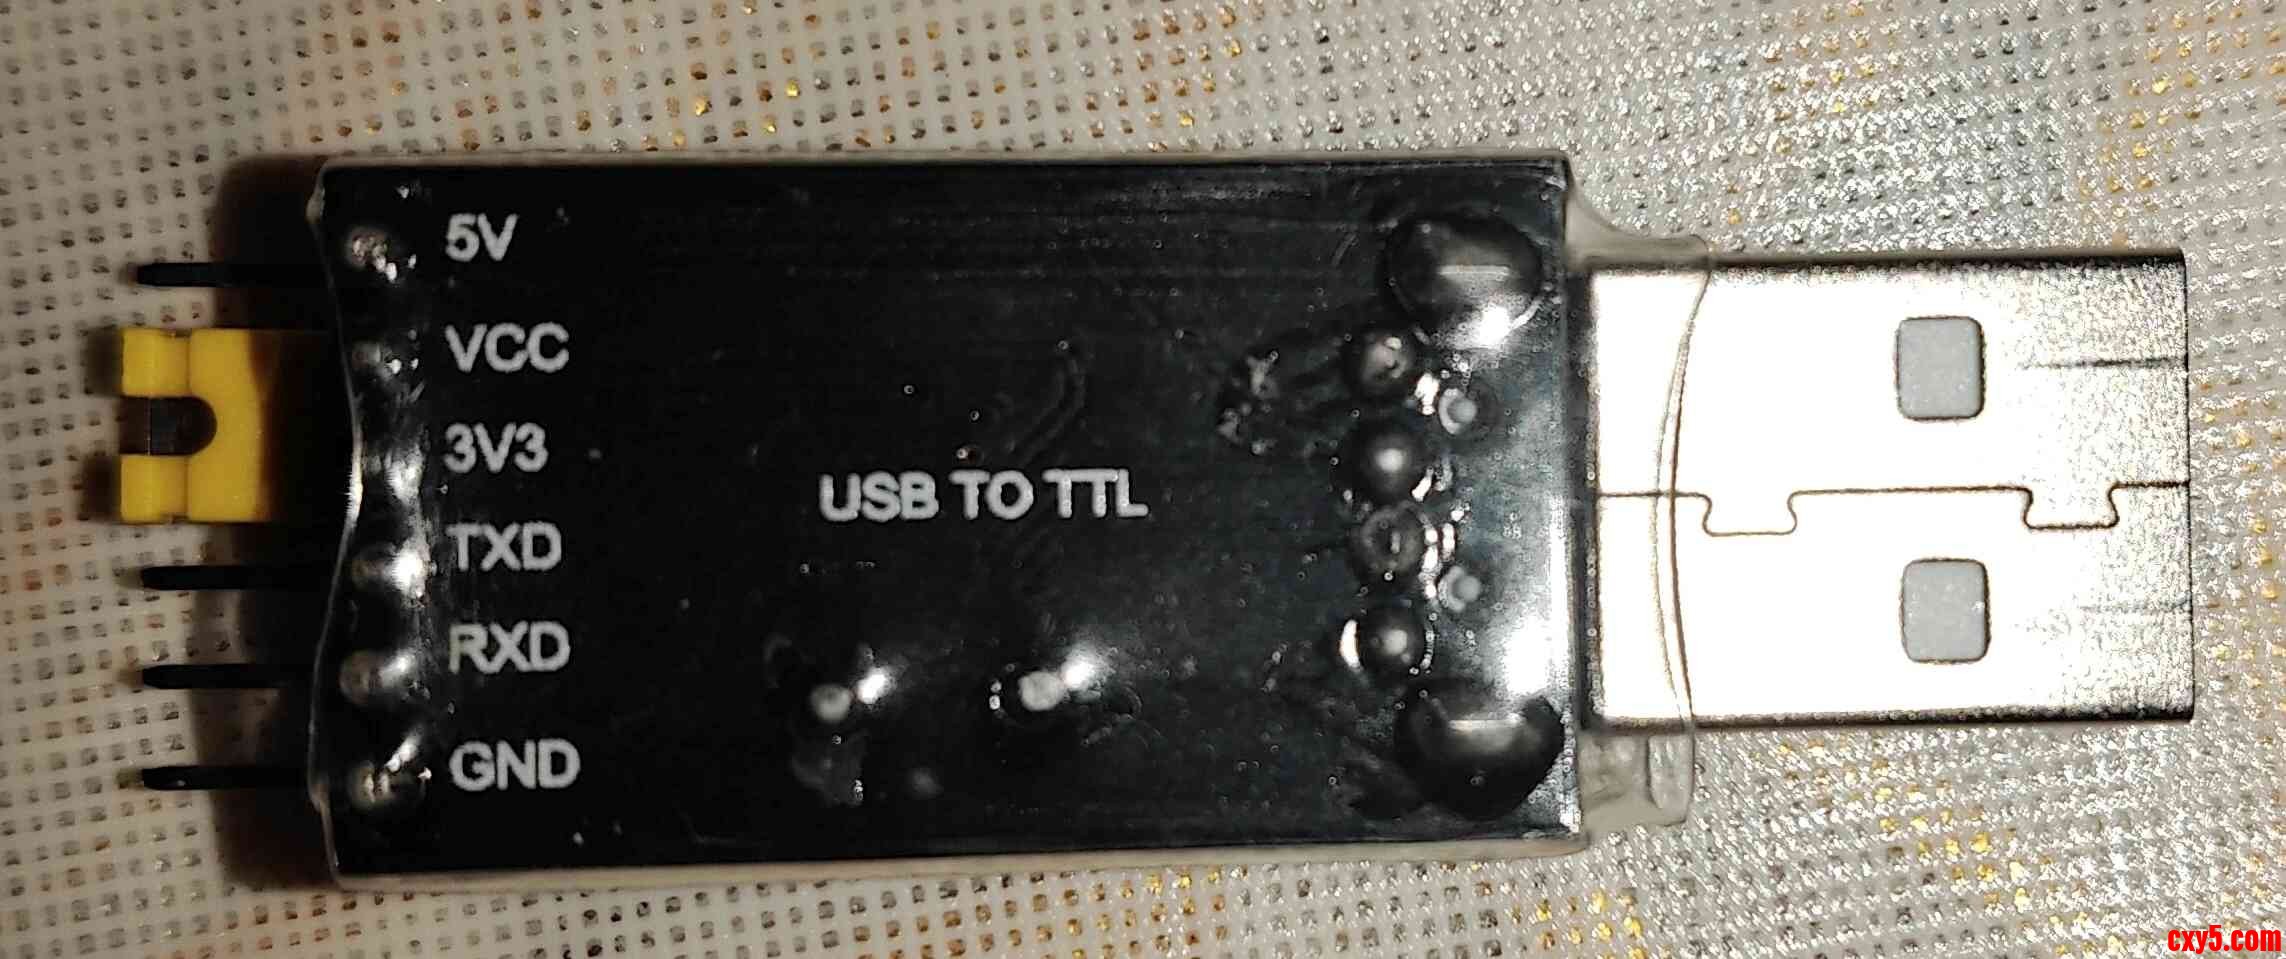 5V
VCC
3V3
TXD
RXD
GND
USB TO TTL
cxy5.com